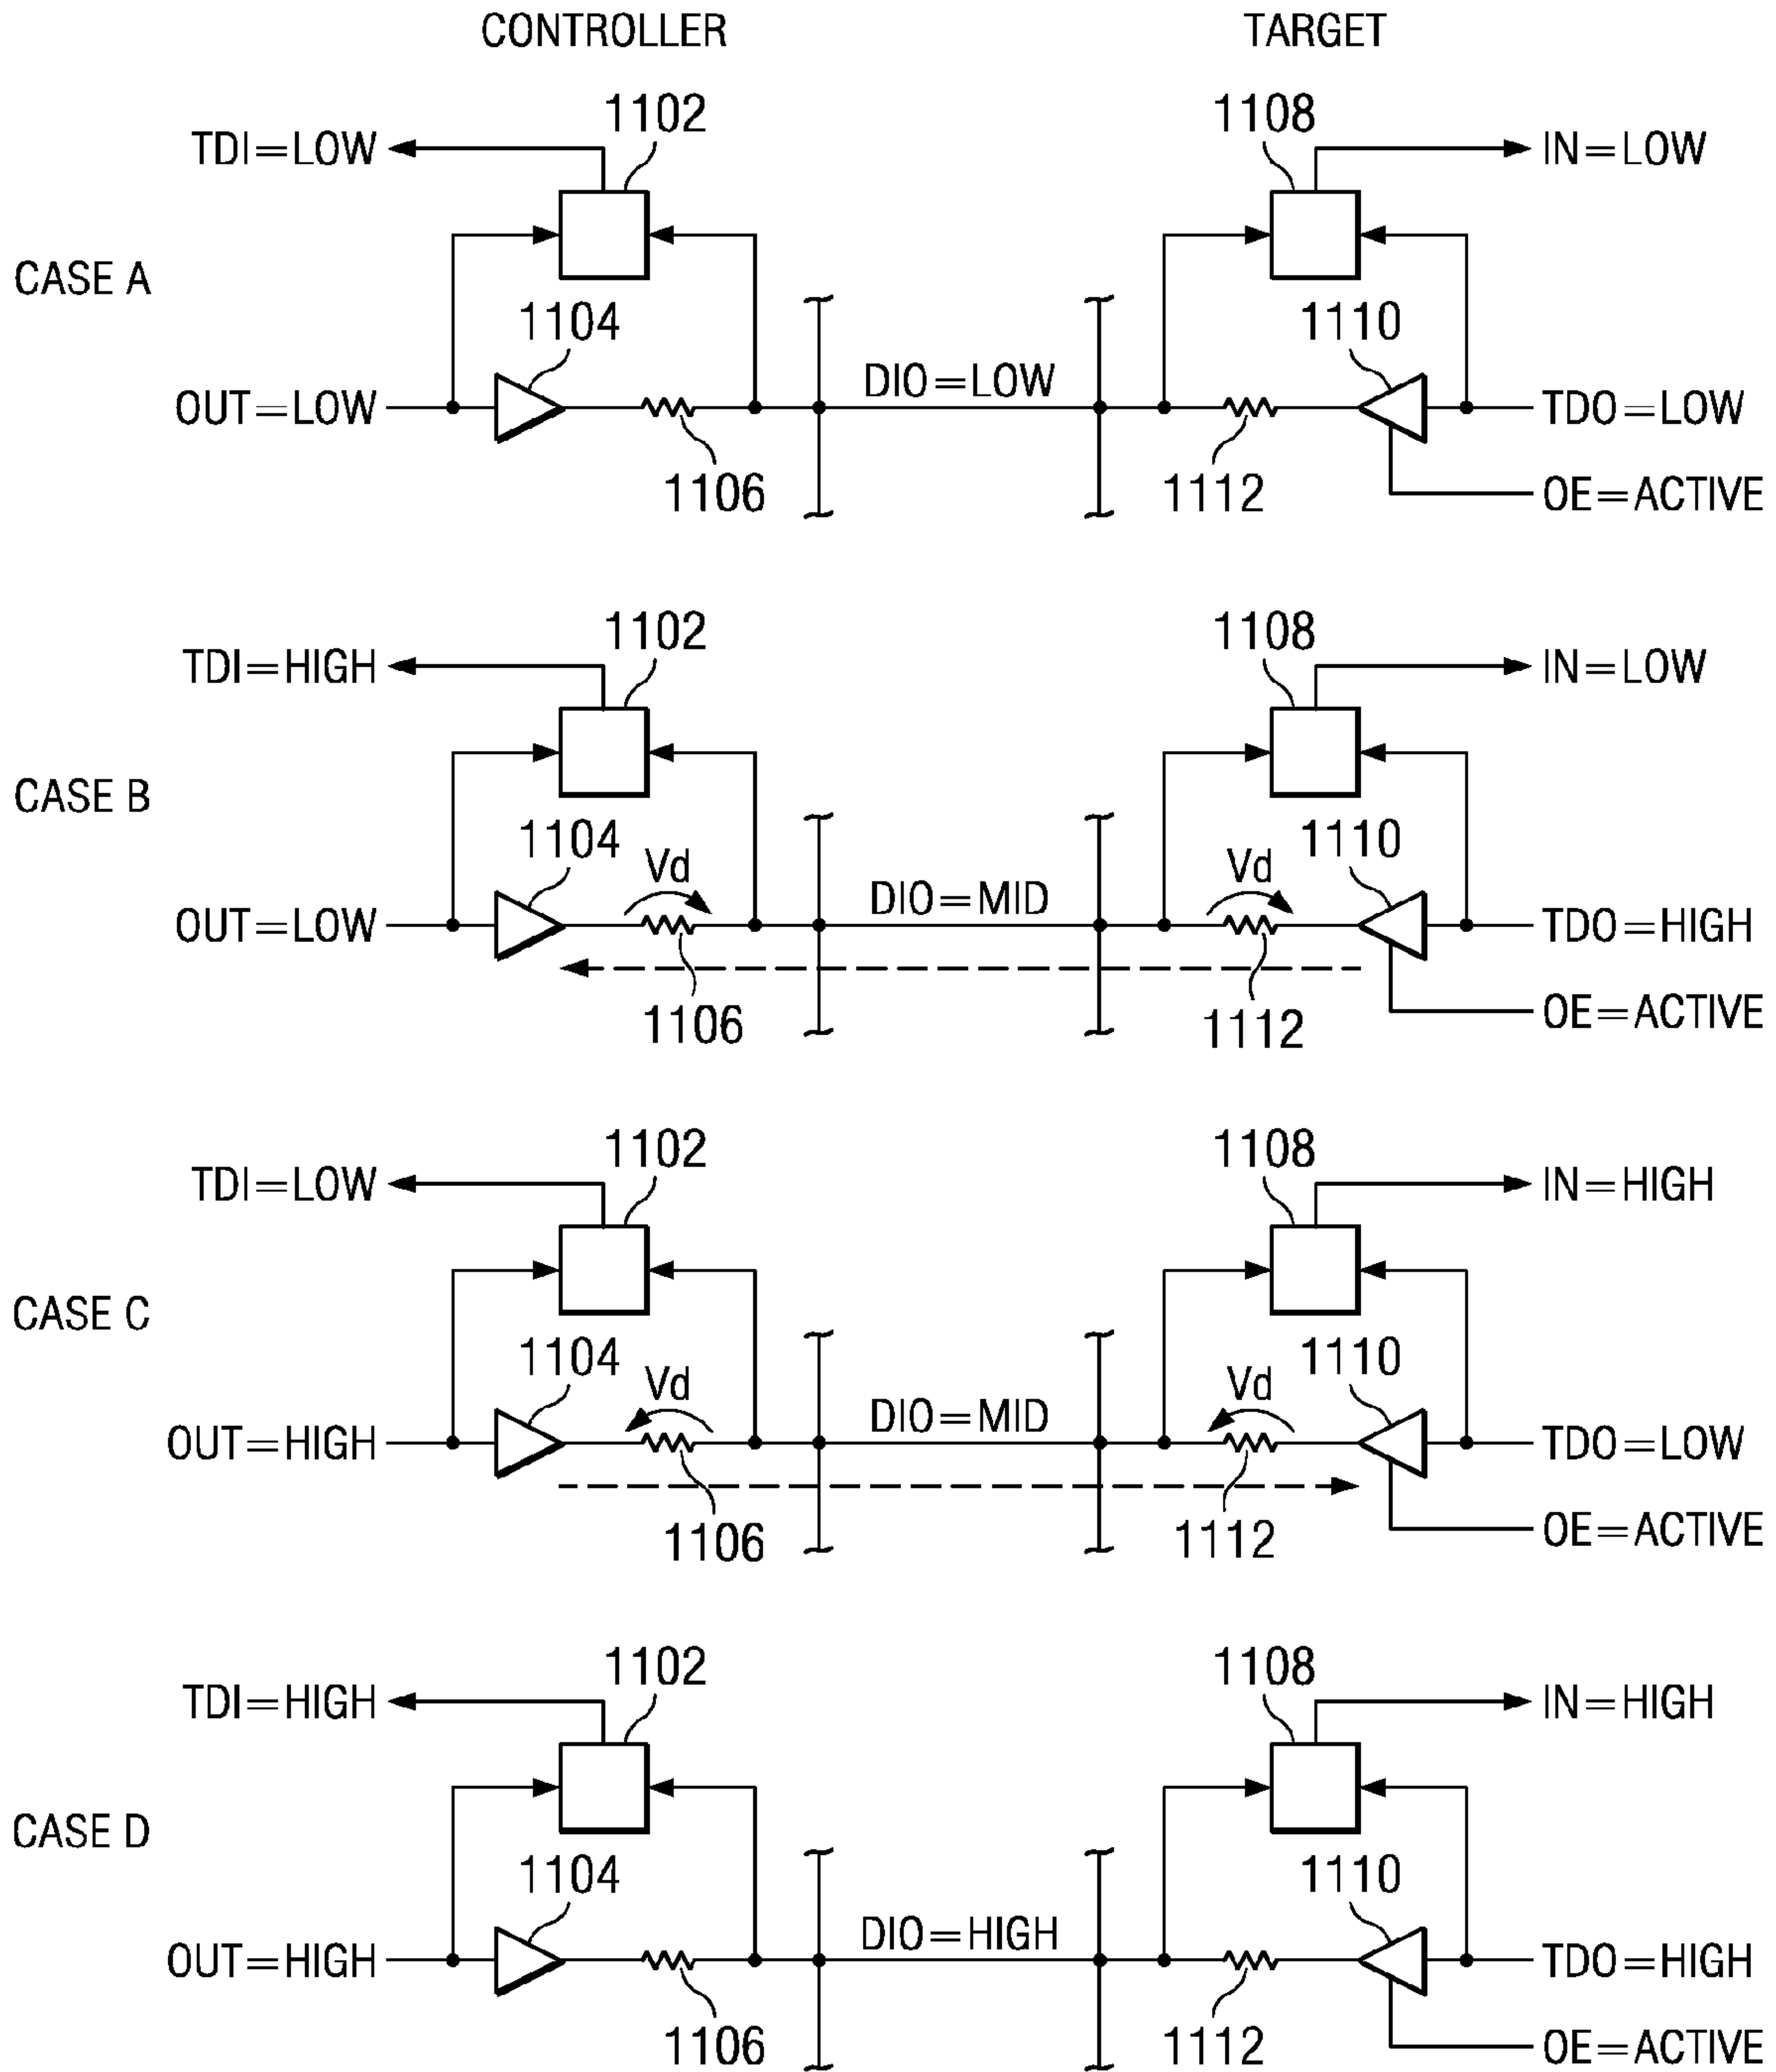 CONTROLLER TARGET
1102 1108
TDI=LOW IN=LOW
CASE A
1104 1110
DIO=LOW
OUT=LOW TDO=LOW
1106 1112 OE=ACTIVE
1102 1108
TDI=HIGH IN=LOW
CASE B
1104 1110
Vd Vd
DIO=MID
OUT=LOW TDO=HIGH
1106 1112 OE=ACTIVE
1102 1108
TDI=LOW IN=HIGH
CASE C
1104 1110
Vd Vd
DIO=MID
OUT=HIGH TDO=LOW
1106 1112 OE=ACTIVE
1102 1108
TDI=HIGH IN=HIGH
CASE D
1104 1110
DIO=HIGH
OUT=HIGH TDO=HIGH
1106 1112 OE=ACTIVE